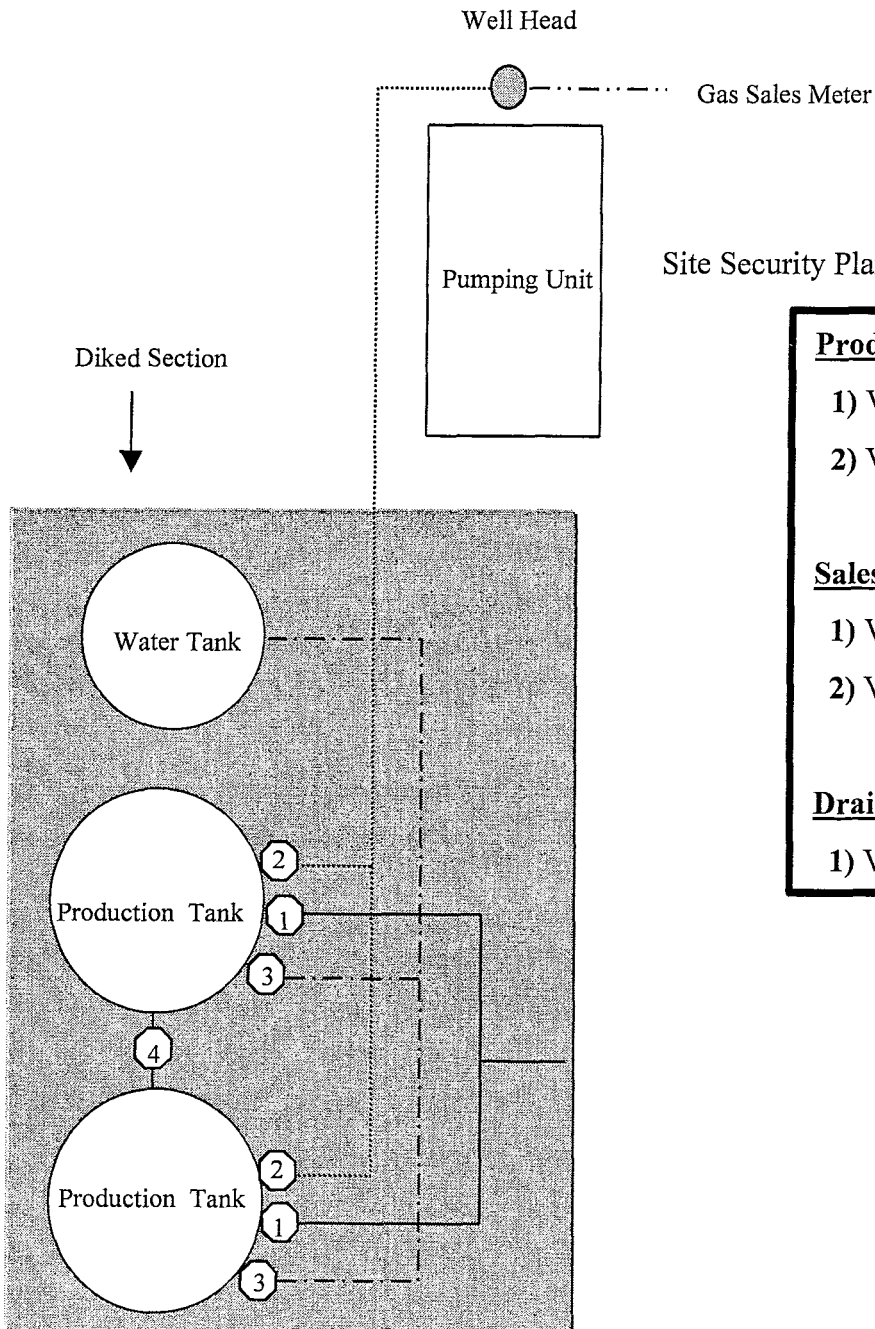 Well Head
Gas Sales Meter
Pumping Unit
Site Security Pla
Diked Section
Prod
1) V
2) V
Sales
1) V
2) V
Drai
1) V
Water Tank
2
Production Tank
1
3
4
2
Production Tank
1
3